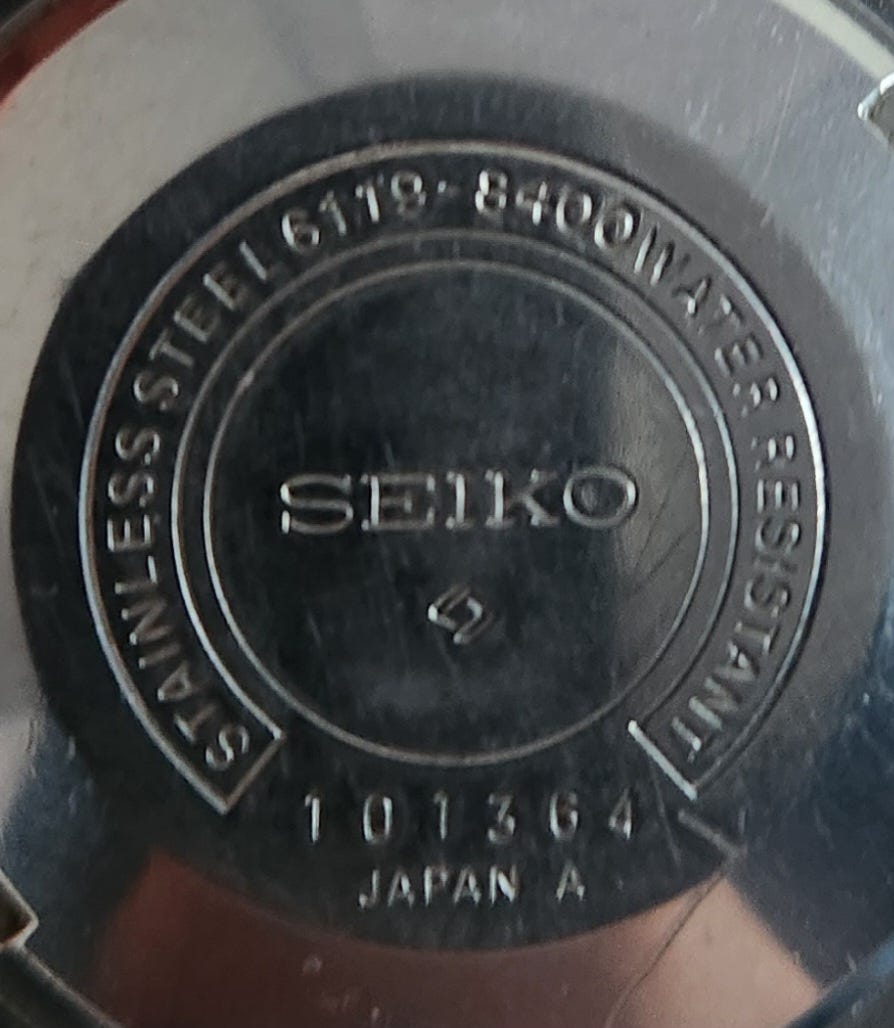 STAINLESS STEEL 6119-8400 WATER RESISTANT
SEIKO
101364
JAPAN A